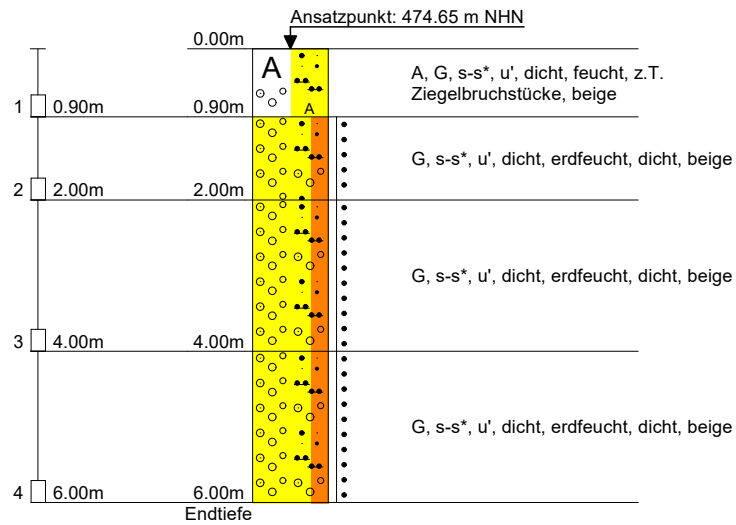 Ansatzpunkt: 474.65 m NHN
0.00m
A
A, G, s-s*, u', dicht, feucht, z.T.
Ziegelbruchstücke, beige
A
1 0.90m 0.90m
G, s-s*, u', dicht, erdfeucht, dicht, beige
2 2.00m 2.00m
G, s-s*, u', dicht, erdfeucht, dicht, beige
3 4.00m 4.00m
G, s-s*, u', dicht, erdfeucht, dicht, beige
4 6.00m 6.00m
Endtiefe